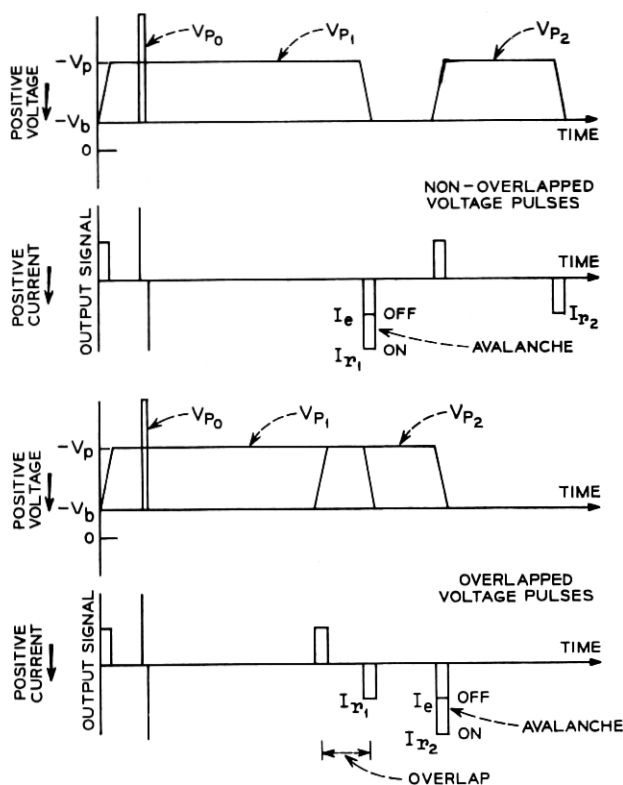 VP0
VP1
VP2
-Vp
POSITIVE VOLTAGE
-Vb
TIME
0
NON-OVERLAPPED
VOLTAGE PULSES
POSITIVE CURRENT
OUTPUT SIGNAL
TIME
Ie
OFF
Ir2
AVALANCHE
Ir1
ON
VP0
VP1
VP2
-Vp
POSITIVE VOLTAGE
TIME
-Vb
0
OVERLAPPED
VOLTAGE PULSES
POSITIVE CURRENT
OUTPUT SIGNAL
TIME
Ir1
Ie
OFF
AVALANCHE
Ir2
ON
OVERLAP